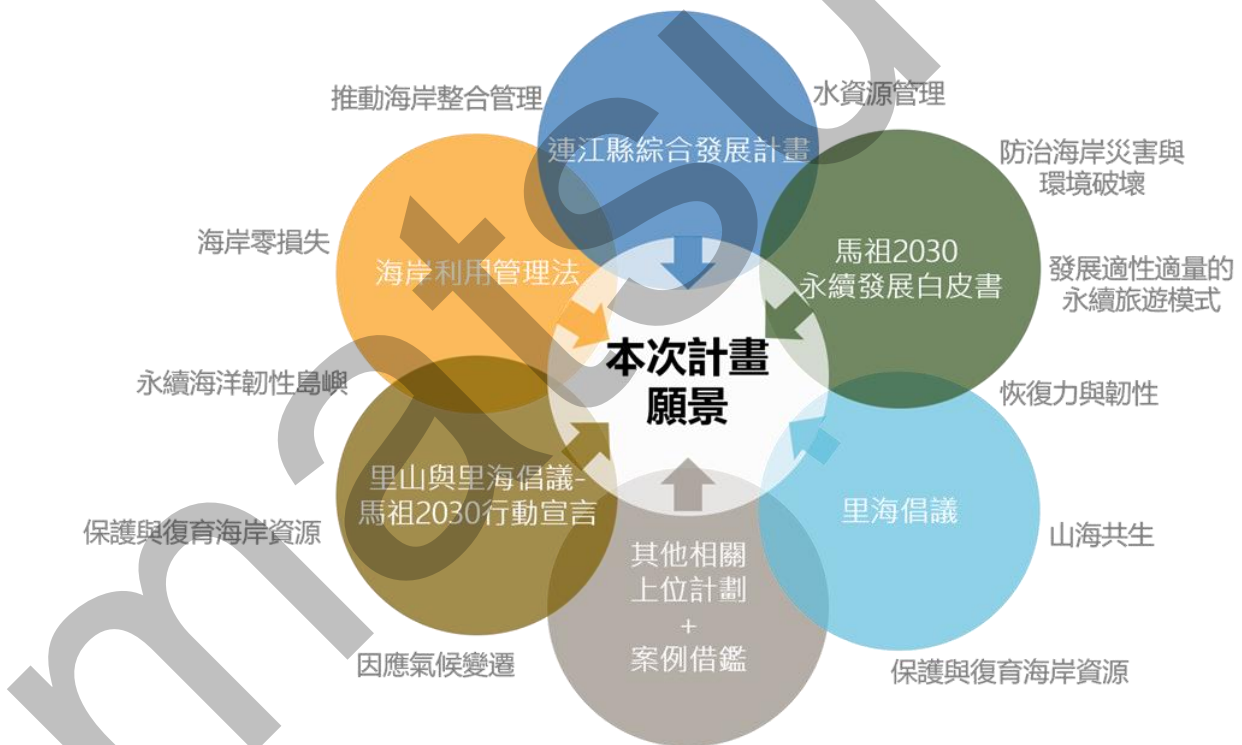 推動海岸整合管理
水資源管理
連江縣綜合發展計畫
防治海岸災害與
環境破壞
海岸零損失
海岸利用管理法
馬祖2030
永續發展白皮書
發展適性適量的
永續旅遊模式
本次計畫
願景
永續海洋韌性島嶼
恢復力與韌性
里山與里海倡議-
馬祖2030行動宣言
里海倡議
保護與復育海岸資源
山海共生
其他相關
上位計劃
+
案例借鑑
因應氣候變遷
保護與復育海岸資源
matsu